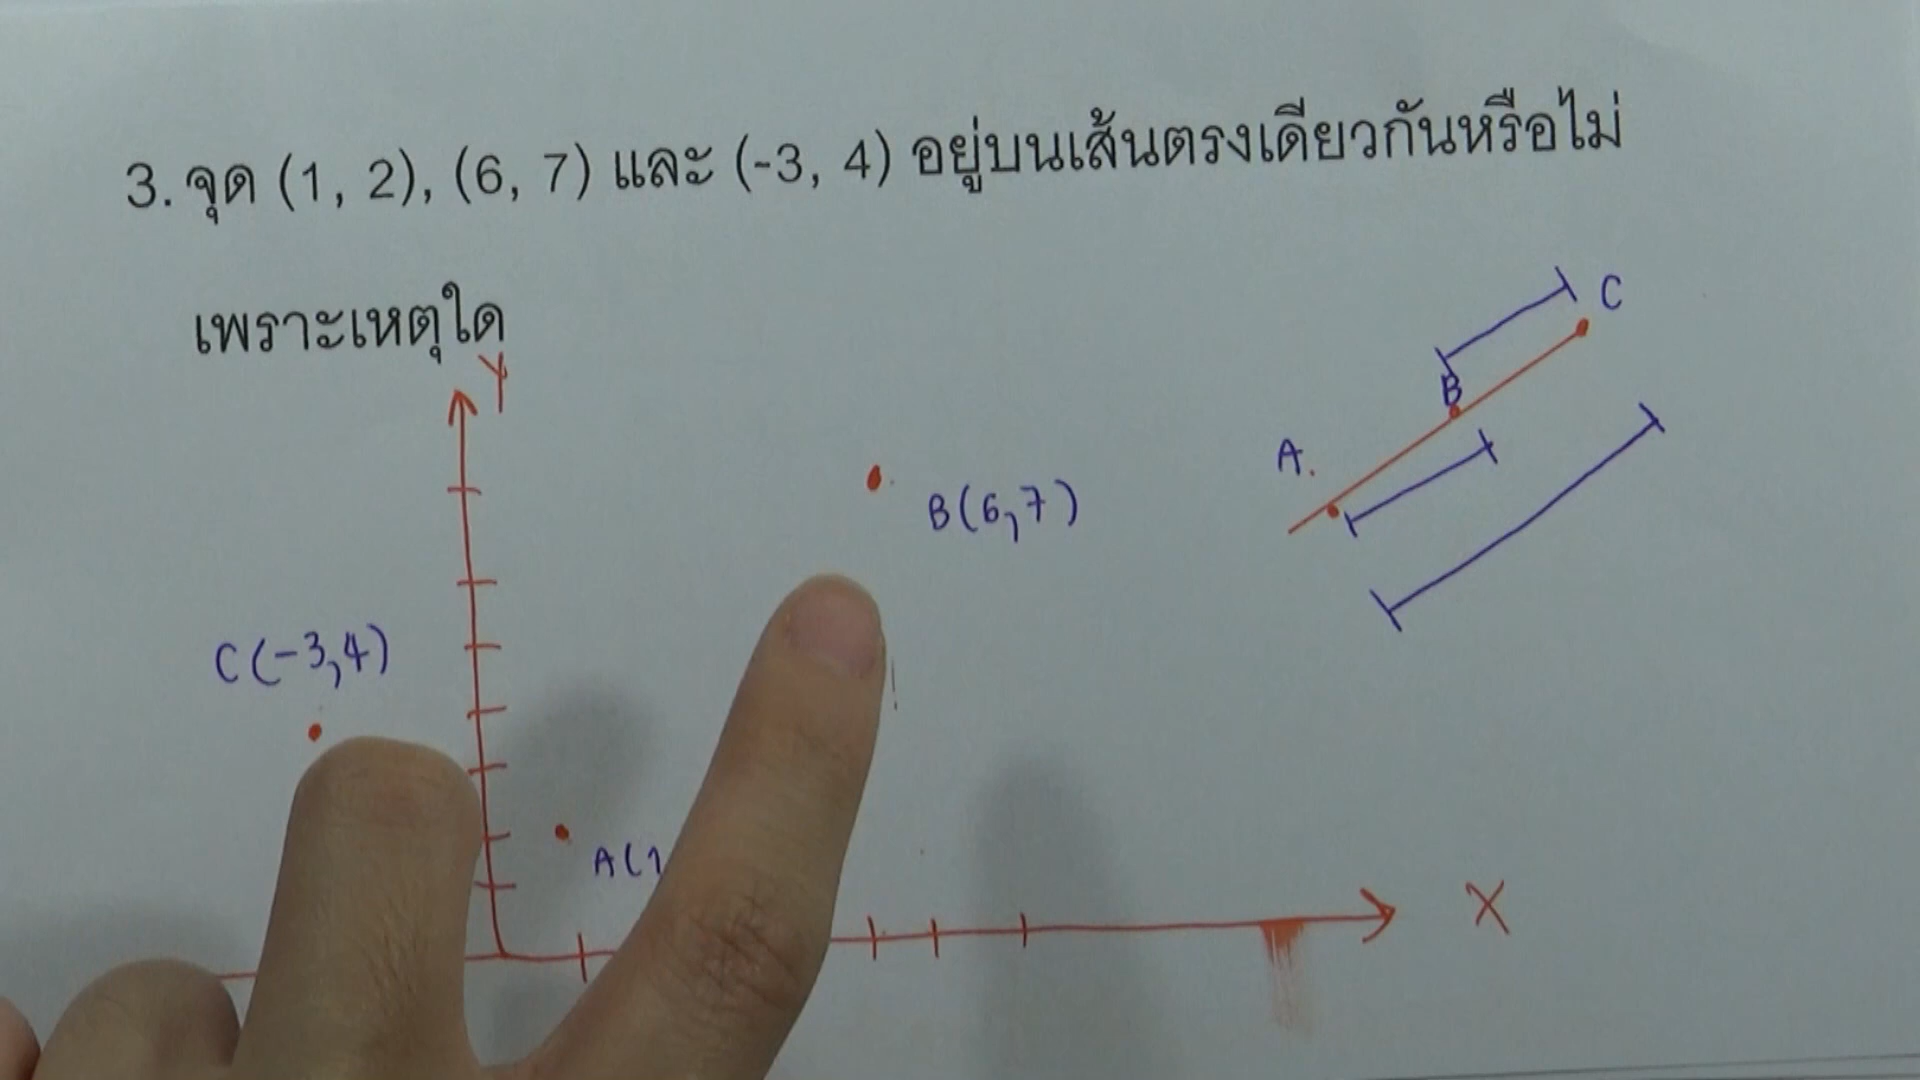 3. จุด (1, 2), (6, 7) และ (-3, 4) อยู่บนเส้นตรงเดียวกันหรือไม่
เพราะเหตุใด
Y
C
B
A.
B(6,7)
C(-3,4)
A(1
X